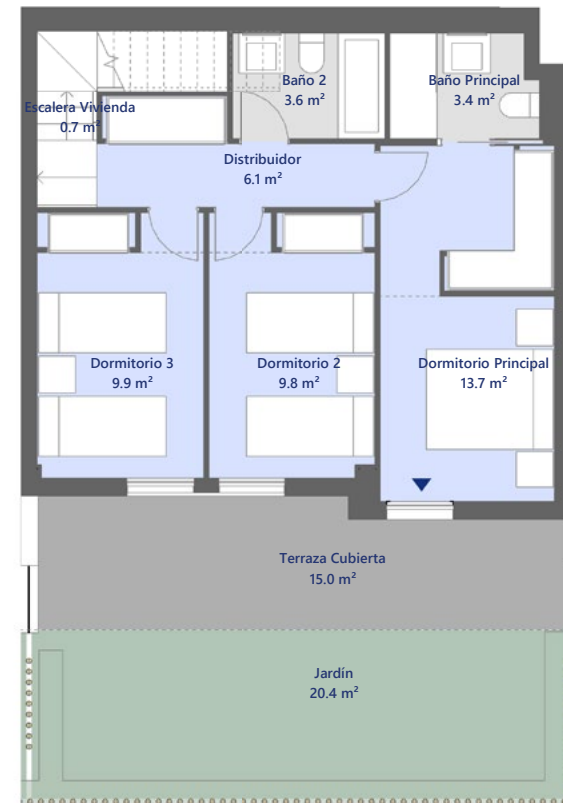 Baño 2
3.6 m²
Baño Principal
3.4 m²
Escalera Vivienda
0.7 m²
Distribuidor
6.1 m²
Dormitorio 3
9.9 m²
Dormitorio 2
9.8 m²
Dormitorio Principal
13.7 m²
Terraza Cubierta
15.0 m²
Jardín
20.4 m²